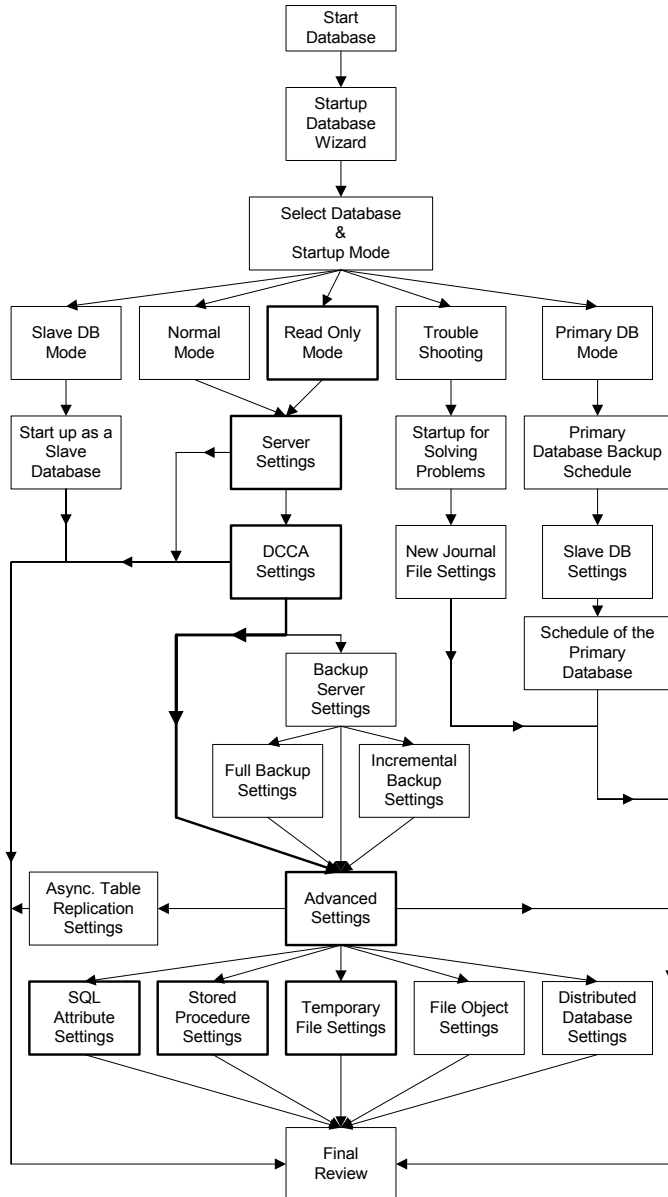 Start
Database
Startup
Database
Wizard
Select Database
&
Startup Mode
Slave DB
Mode
Normal
Mode
Read Only
Mode
Trouble
Shooting
Primary DB
Mode
Start up as a
Slave
Database
Server
Settings
Startup for
Solving
Problems
Primary
Database Backup
Schedule
DCCA
Settings
New Journal
File Settings
Slave DB
Settings
Schedule of the
Primary
Database
Backup
Server
Settings
Full Backup
Settings
Incremental
Backup
Settings
Async. Table
Replication
Settings
Advanced
Settings
SQL
Attribute
Settings
Stored
Procedure
Settings
Temporary
File Settings
File Object
Settings
Distributed
Database
Settings
Final
Review